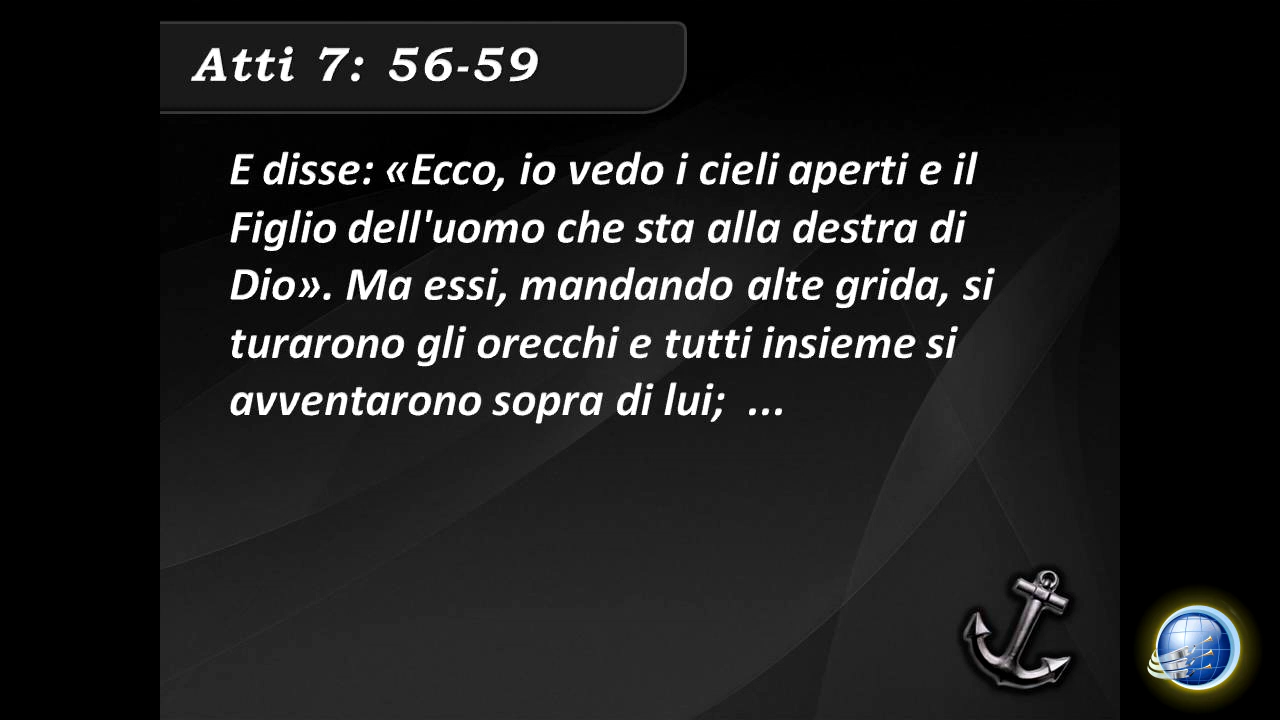 Atti 7: 56-59
E disse: «Ecco, io vedo i cieli aperti e il
Figlio dell'uomo che sta alla destra di
Dio». Ma essi, mandando alte grida, si
turarono gli orecchi e tutti insieme si
avventarono sopra di lui;  ...